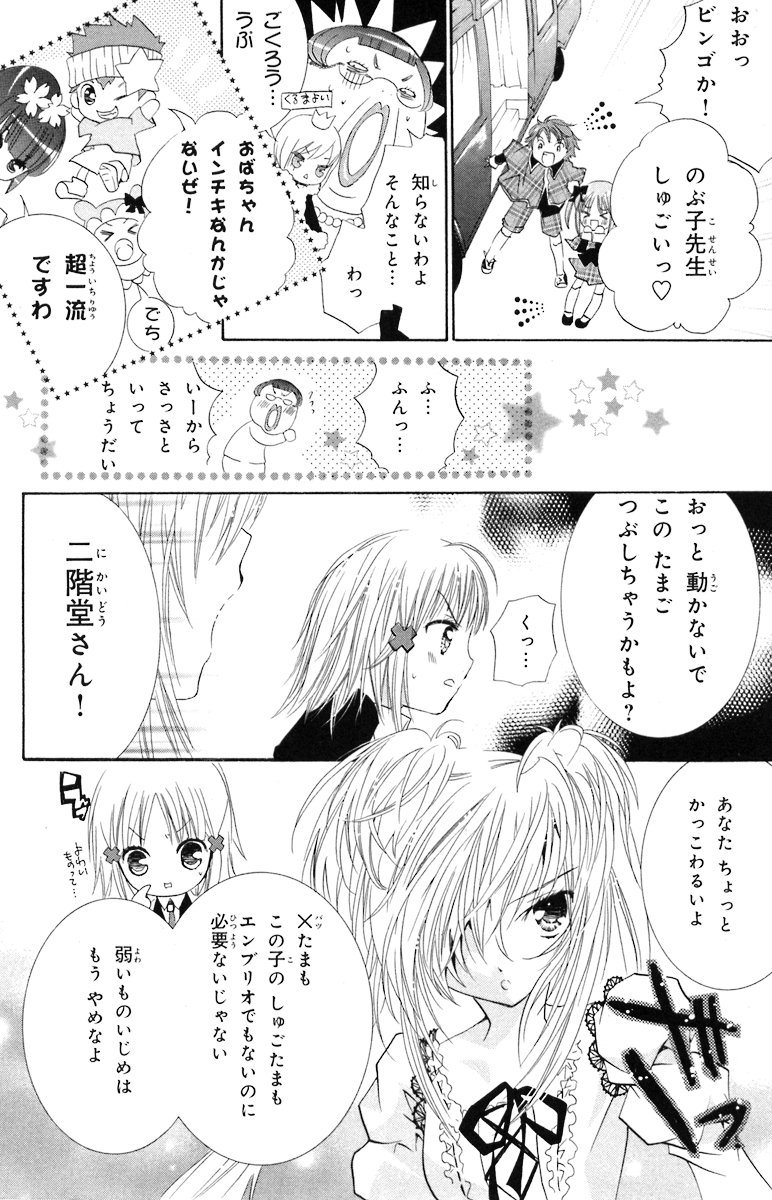 おおっ
ビンゴか！
のぶ子先生
しゅごいっ♡
知らないわよ
そんなこと…
わっ
ごくろう…
うぷ
くるまよい
おばちゃん
インチキなんかじゃ
ないぜ！
でち
超一流
ですわ
ふ…
ふんっ…
いーから
さっさと
いって
ちょうだい
おっと 動かないで
この たまご
つぶしちゃうかもよ？
くっ…
二階堂さん！
あなた ちょっと
かっこわるいよ
×たまも
この子の しゅごたまも
エンブリオでもないのに
必要ないじゃない
弱いものいじめは
もう やめなよ
よわい
ものって…